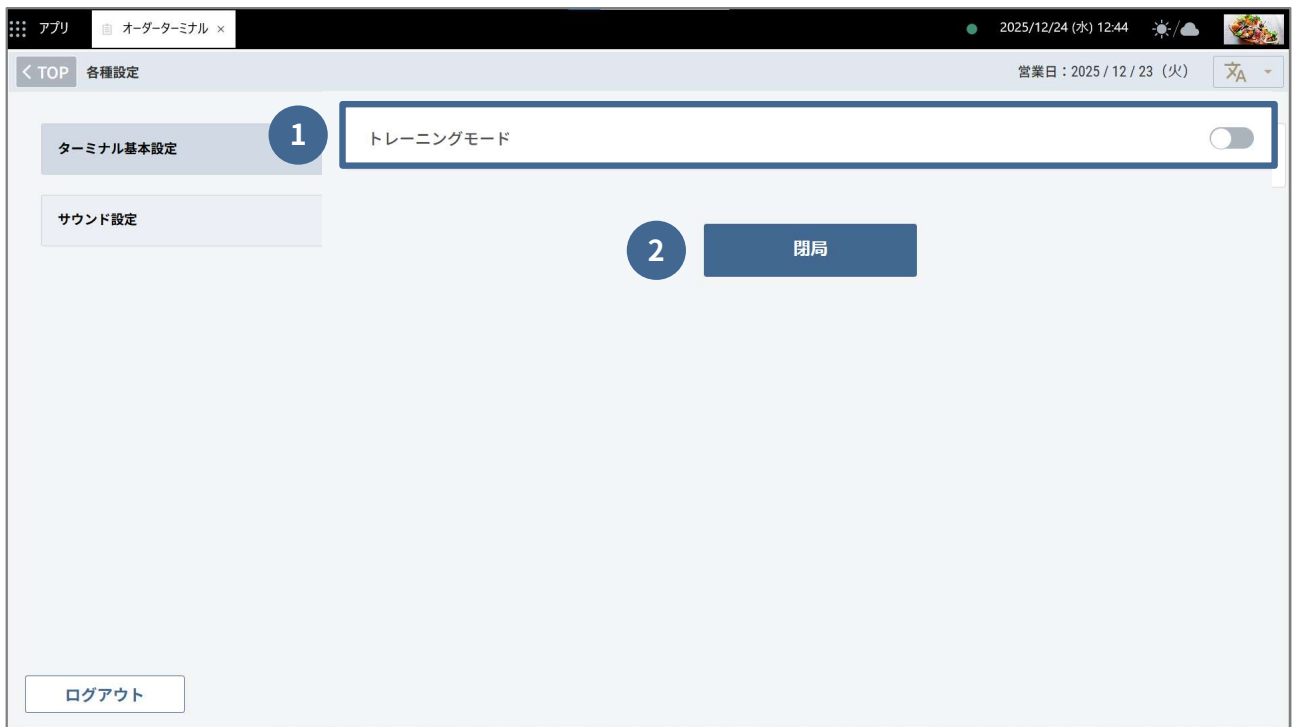 アプリ オーダーターミナル × 2025/12/24 (水) 12:44
< TOP 各種設定 営業日：2025 / 12 / 23（火） 文A
ターミナル基本設定
1 トレーニングモード
サウンド設定
2 閉局
ログアウト